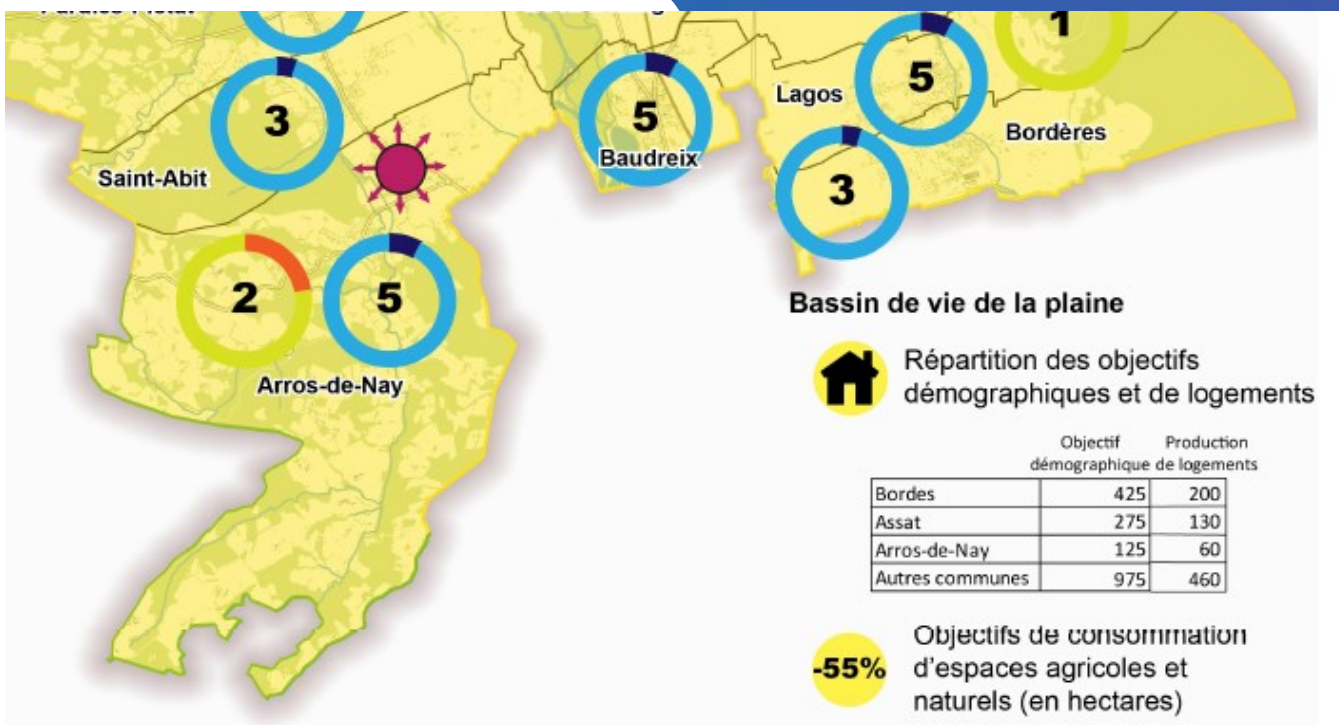 1
3
5
5
Lagos
Bordères
Baudreix
Saint-Abit
3
2
5
Arros-de-Nay
Bassin de vie de la plaine
Répartition des objectifs
démographiques et de logements
Objectif Production
démographique de logements
Bordes 425 200
Assat 275 130
Arros-de-Nay 125 60
Autres communes 975 460
-55%
Objectifs de consommation
d'espaces agricoles et
naturels (en hectares)